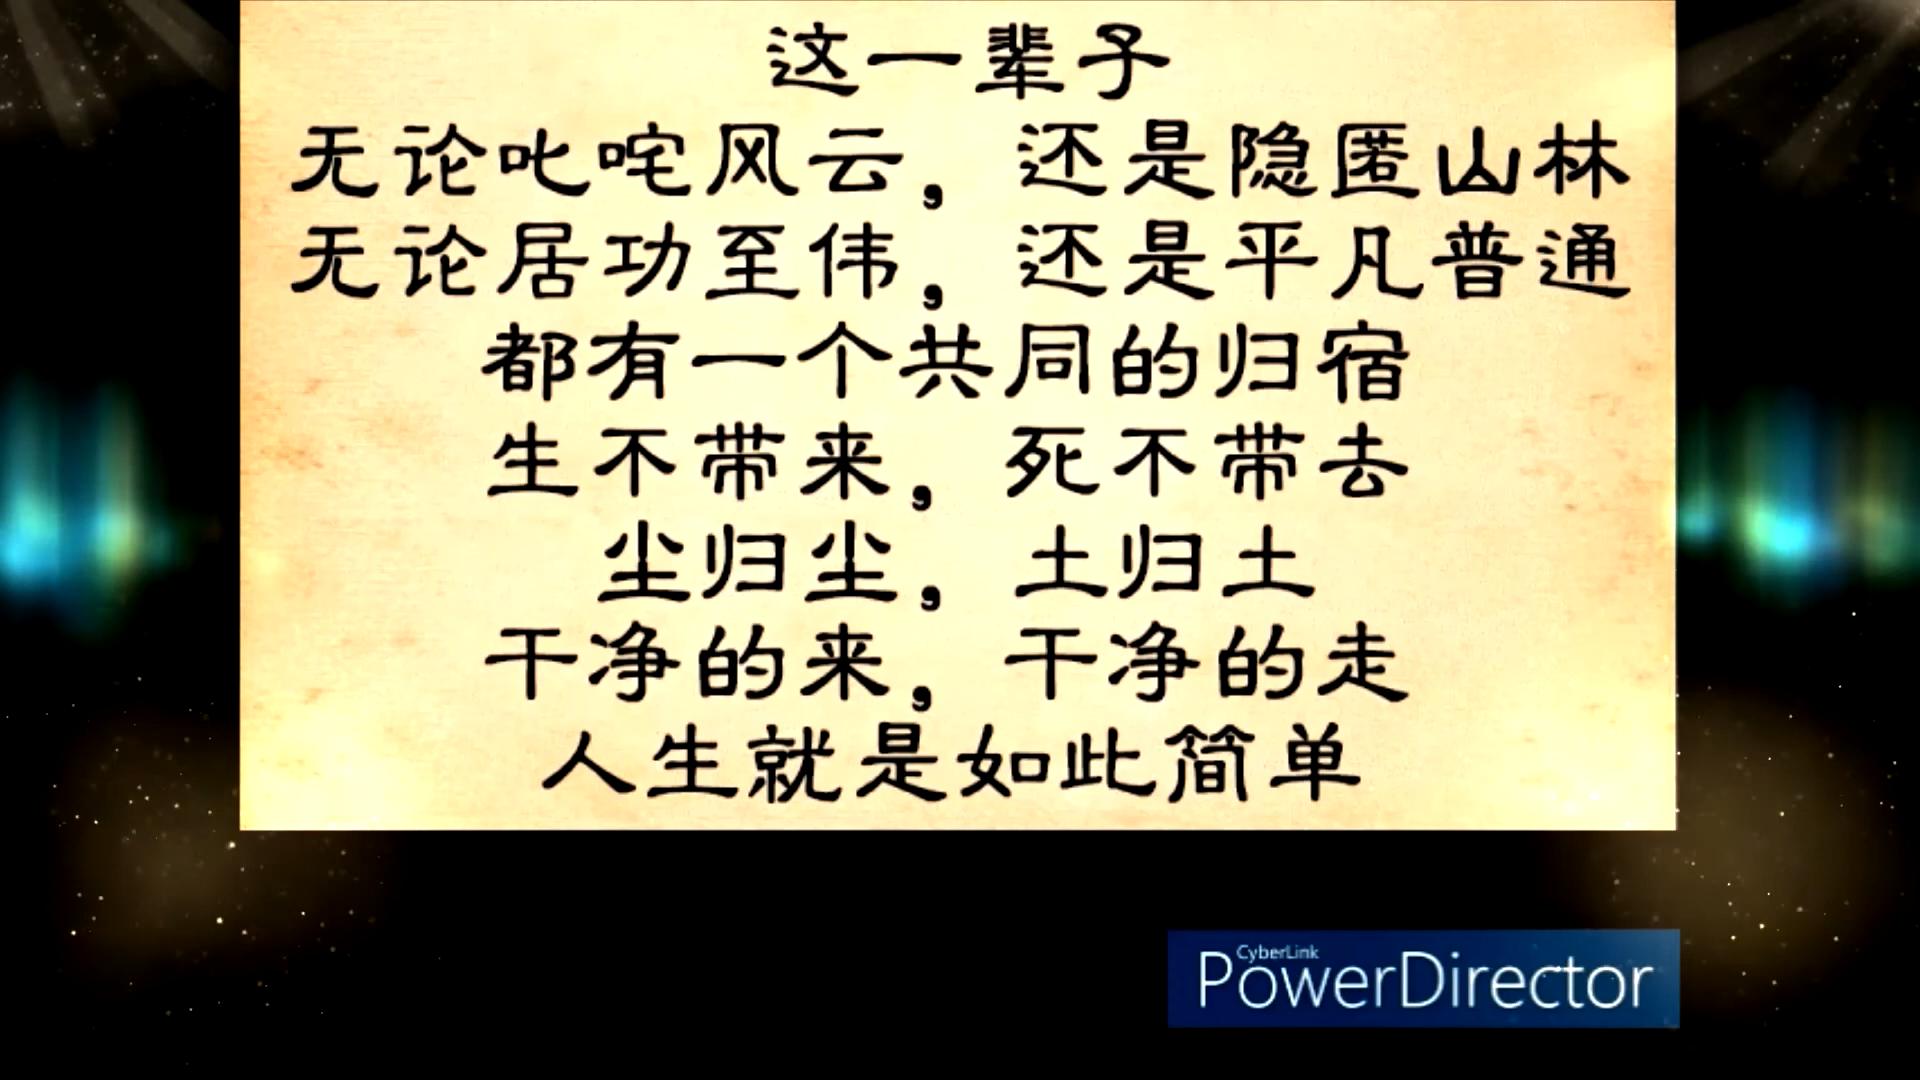 这一辈子
无论叱咤风云，还是隐匿山林
无论居功至伟，还是平凡普通
都有一个共同的归宿
生不带来，死不带去
尘归尘，土归土
干净的来，干净的走
人生就是如此简单
CyberLink
PowerDirector